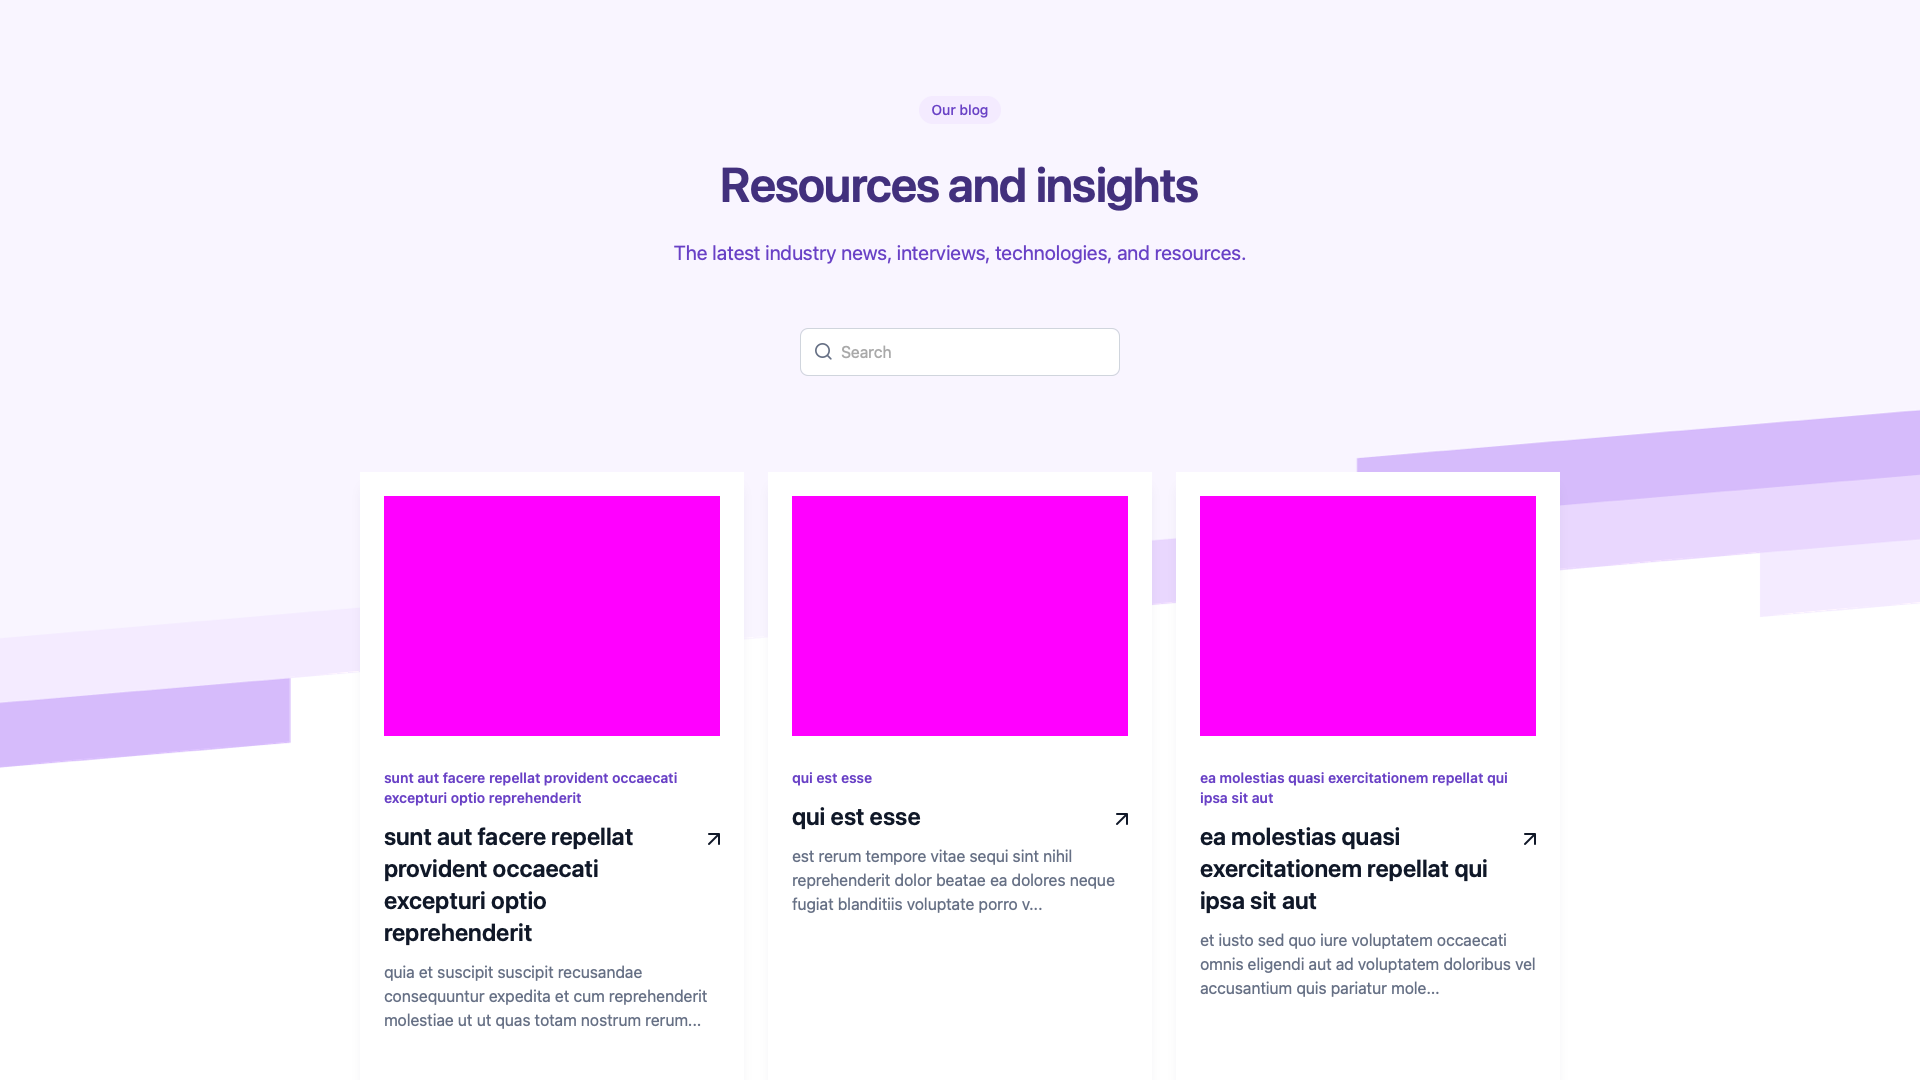 Our blog
Resources and insights
The latest industry news, interviews, technologies, and resources.
Search
sunt aut facere repellat provident occaecati
excepturi optio reprehenderit
sunt aut facere repellat
provident occaecati
excepturi optio
reprehenderit
quia et suscipit suscipit recusandae
consequuntur expedita et cum reprehenderit
molestiae ut ut quas totam nostrum rerum...
qui est esse
qui est esse
est rerum tempore vitae sequi sint nihil
reprehenderit dolor beatae ea dolores neque
fugiat blanditiis voluptate porro v...
ea molestias quasi exercitationem repellat qui
ipsa sit aut
ea molestias quasi
exercitationem repellat qui
ipsa sit aut
et iusto sed quo iure voluptatem occaecati
omnis eligendi aut ad voluptatem doloribus vel
accusantium quis pariatur mole...